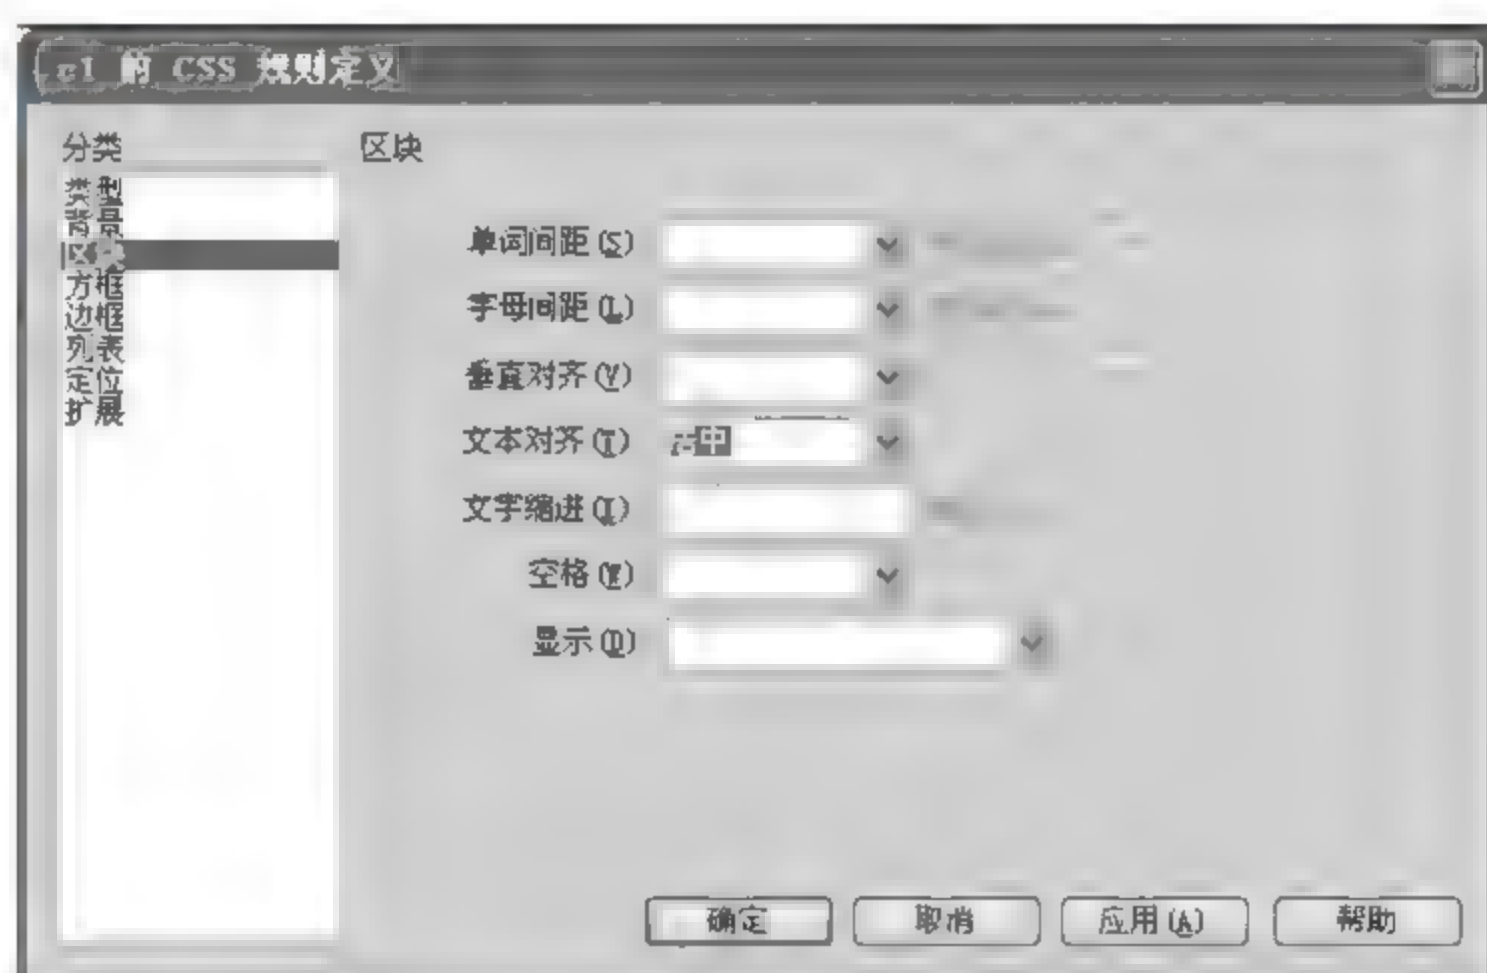 c1 的 CSS 规则定义
分类
类型
背景
区块
方框
边框
列表
定位
扩展
区块
单词间距(S)
字母间距(L)
垂直对齐(V)
文本对齐(T) 居中
文字缩进(I)
空格(W)
显示(D)
确定 取消 应用(A) 帮助